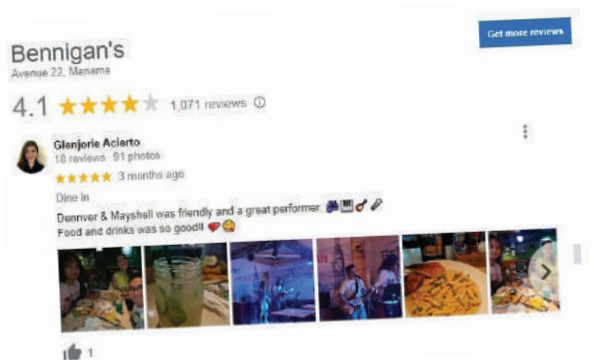 Bennigan's
Get more reviews
Avenue 22, Manama
4.1 1,071 reviews
Glenjorie Acierto
18 reviews · 91 photos
3 months ago
Dine in
Dennver & Mayshell was friendly and a great performer
Food and drinks was so good!!
1